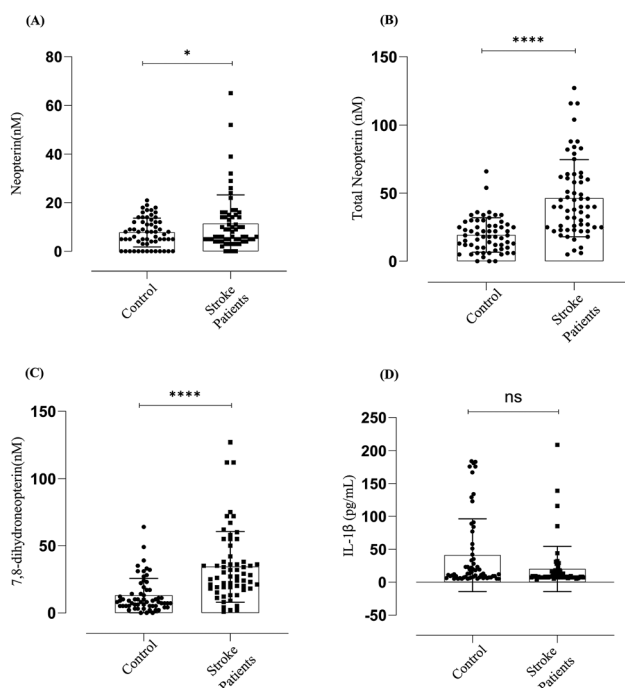 (A)
Neopterin(nM)
80
60
40
20
0
*
Control
Stroke
Patients
(B)
Total Neopterin (nM)
150
100
50
0
****
Control
Stroke
Patients
(C)
7,8-dihydroneopterin(nM)
150
100
50
0
****
Control
Stroke
Patients
(D)
IL-1β (pg/mL)
250
200
150
100
50
0
-50
ns
Control
Stroke
Patients